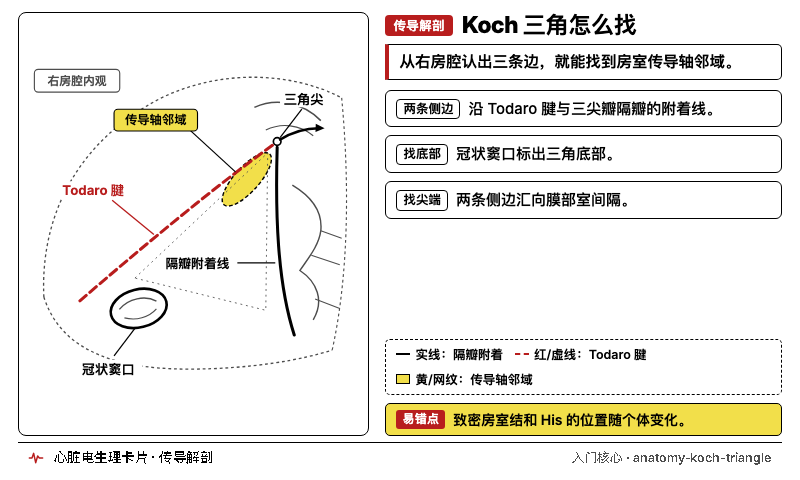 传导解剖 Koch 三角怎么找
从右房腔认出三条边，就能找到房室传导轴邻域。
两条侧边 沿 Todaro 腱与三尖瓣隔瓣的附着线。
找底部 冠状窦口标出三角底部。
找尖端 两条侧边汇向膜部室间隔。
右房腔内观
三角尖
传导轴邻域
Todaro 腱
隔瓣附着线
冠状窦口
实线：隔瓣附着 红/虚线：Todaro 腱
黄/网纹：传导轴邻域
易错点 致密房室结和 His 的位置随个体变化。
心脏电生理卡片 · 传导解剖
入门核心 · anatomy-koch-triangle